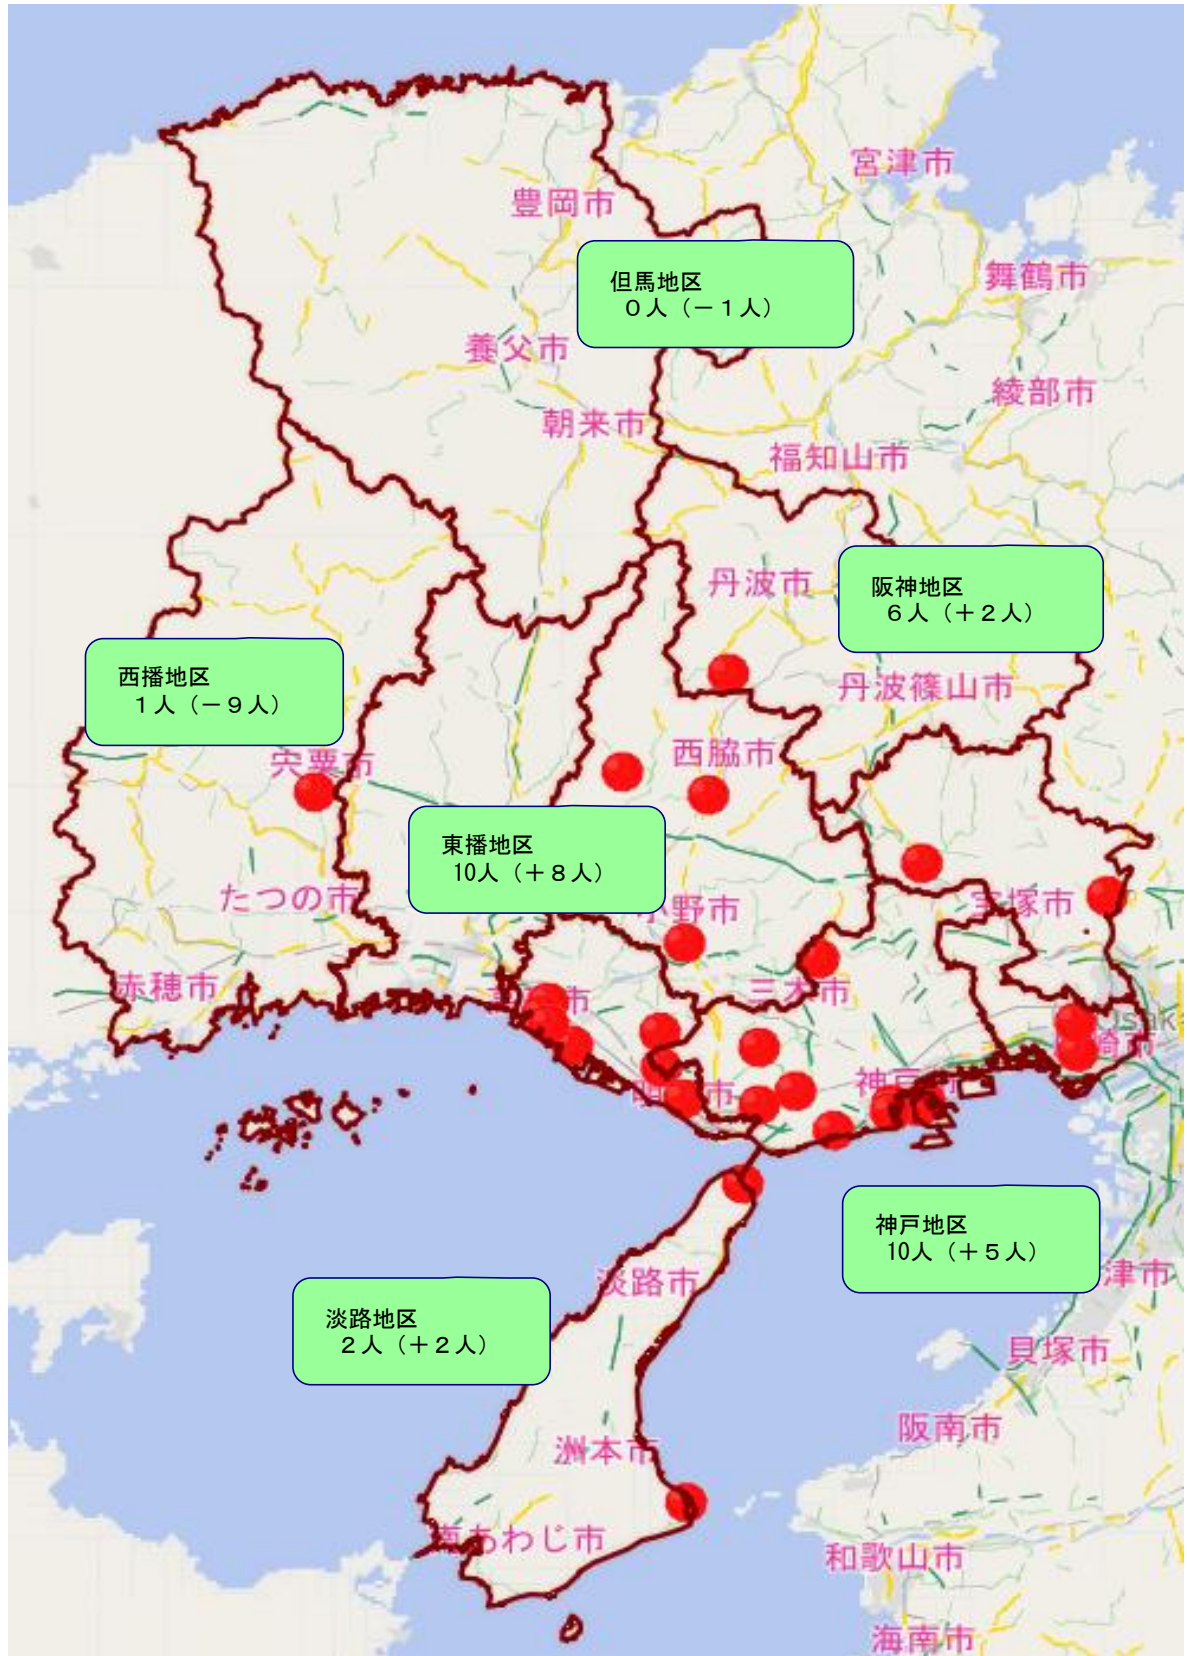 宮津市
豊岡市
舞鶴市
但馬地区
０人（－１人）
養父市
綾部市
朝来市
福知山市
丹波市
阪神地区
６人（＋２人）
西播地区
１人（－９人）
丹波篠山市
西脇市
宍粟市
東播地区
10人（＋８人）
たつの市
小野市
宝塚市
赤穂市
三木市
神戸地区
10人（＋５人）
淡路市
淡路地区
２人（＋２人）
貝塚市
阪南市
洲本市
南あわじ市
和歌山市
海南市